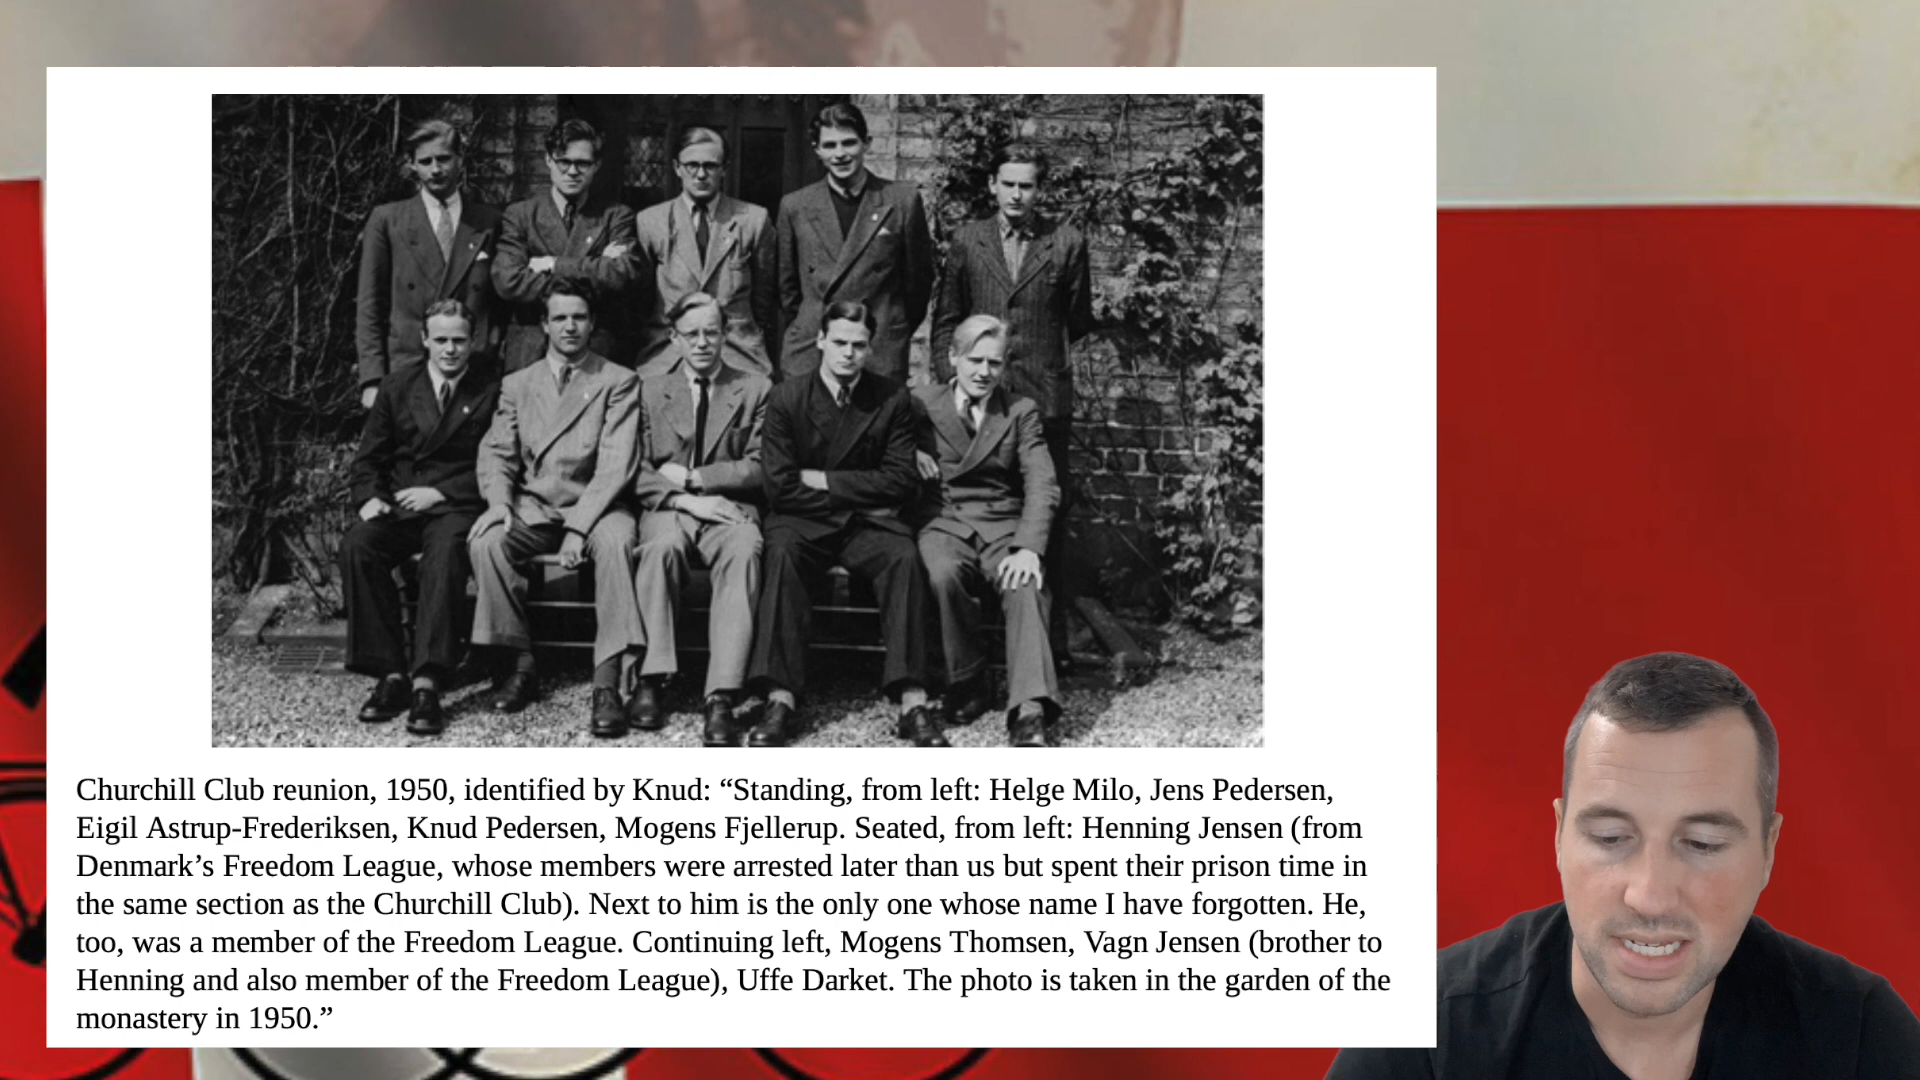 Churchill Club reunion, 1950, identified by Knud: “Standing, from left: Helge Milo, Jens Pedersen,
Eigil Astrup-Frederiksen, Knud Pedersen, Mogens Fjellerup. Seated, from left: Henning Jensen (from
Denmark’s Freedom League, whose members were arrested later than us but spent their prison time in
the same section as the Churchill Club). Next to him is the only one whose name I have forgotten. He,
too, was a member of the Freedom League. Continuing left, Mogens Thomsen, Vagn Jensen (brother to
Henning and also member of the Freedom League), Uffe Darket. The photo is taken in the garden of the
monastery in 1950.”